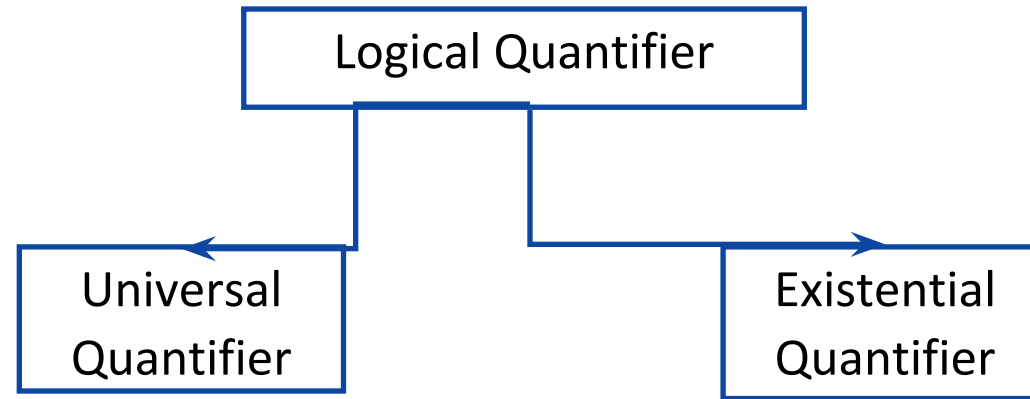 Logical Quantifier
Universal
Quantifier
Existential
Quantifier